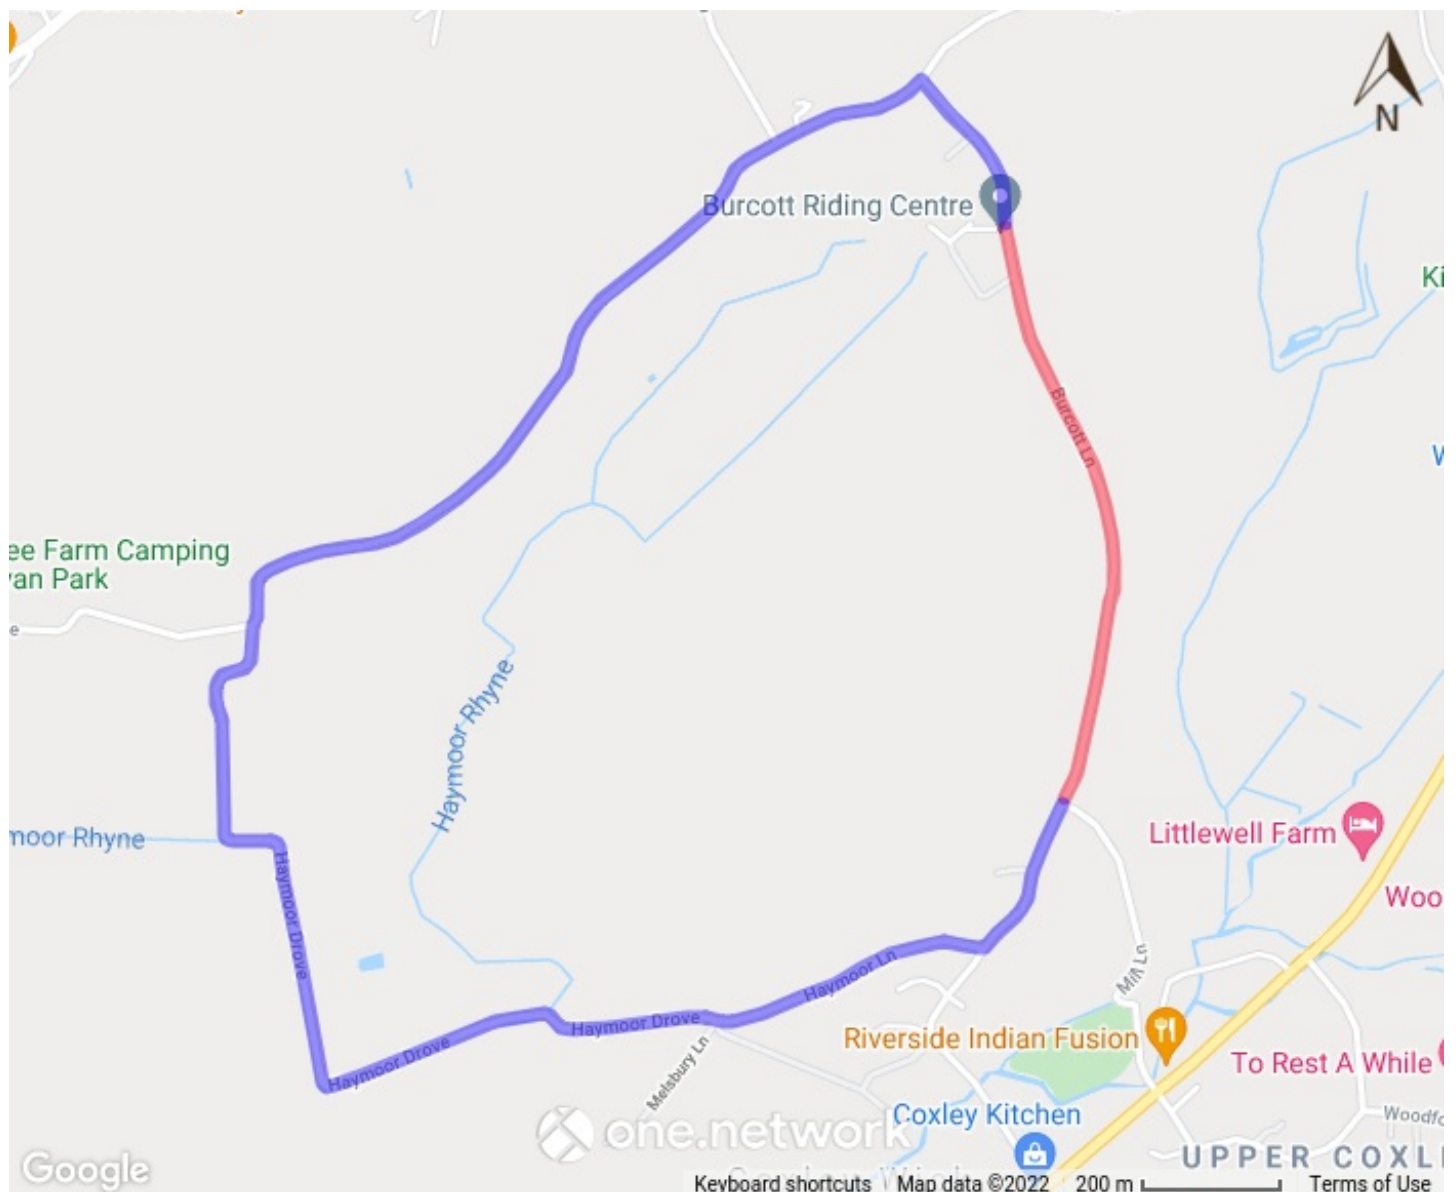 N
Burcott Riding Centre
Ki
Burcott Ln
W
ee Farm Camping
van Park
e
Haymoor Rhyne
moor Rhyne
Littlewell Farm
Woo
Haymoor Drove
Haymoor Ln
Mill Ln
Haymoor Drove
Riverside Indian Fusion
Haymoor Drove
To Rest A While
Melsbury Ln
Coxley Kitchen
Woodfo
one.network
UPPER COXL
Google
Keyboard shortcuts Map data ©2022 200 m Terms of Use